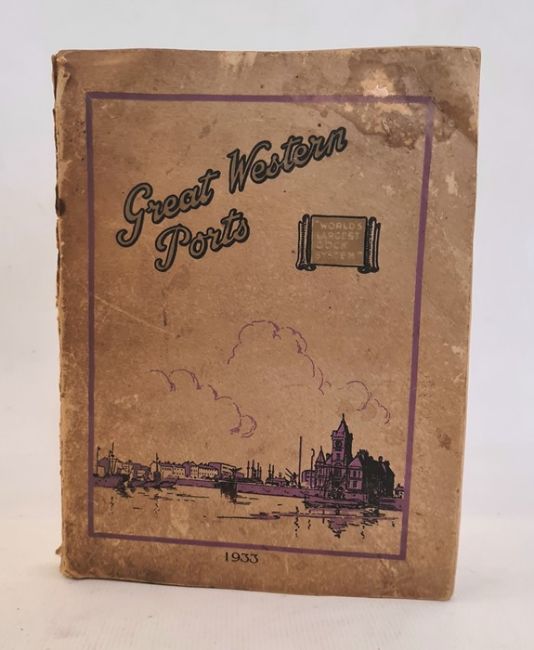 Great Western
Ports
"WORLD'S
LARGEST
DOCK
SYSTEM"
1933